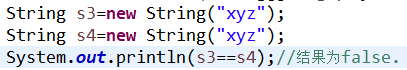 String s3=new String("xyz");
String s4=new String("xyz");
System.out.println(s3==s4);//结果为false.